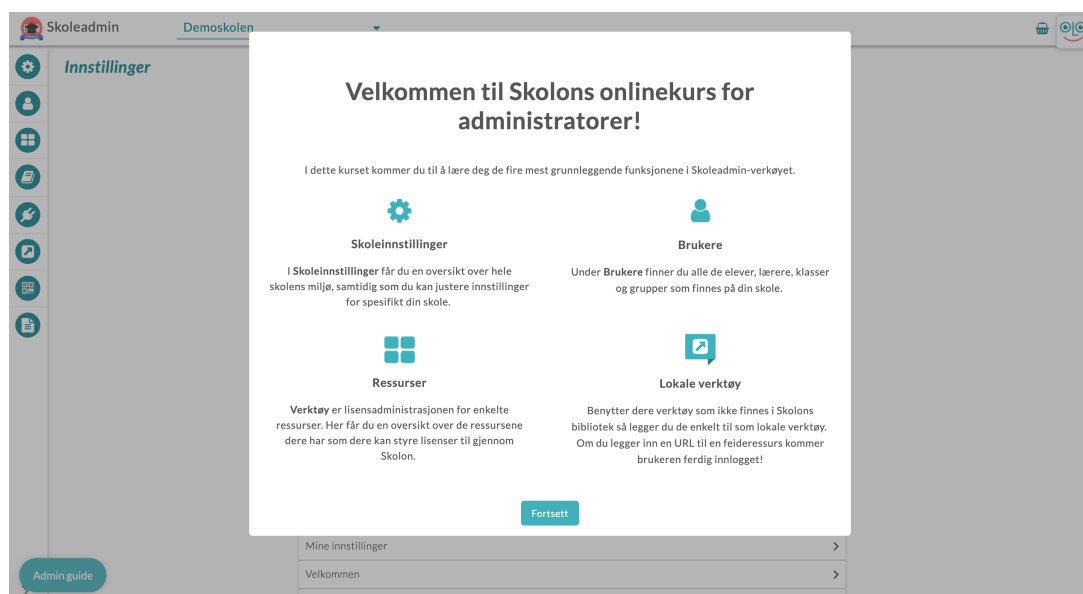 Skoleadmin
Demoskolen
Innstillinger
Velkommen til Skolons onlinekurs for
administratorer!
I dette kurset kommer du til å lære deg de fire mest grunnleggende funksjonene i Skoleadmin-verkøyet.
Skoleinnstillinger
I Skoleinnstillinger får du en oversikt over hele
skolens miljø, samtidig som du kan justere innstillinger
for spesifikt din skole.
Brukere
Under Brukere finner du alle de elever, lærere, klasser
og grupper som finnes på din skole.
Ressurser
Verktøy er lisensadministrasjonen for enkelte
ressurser. Her får du en oversikt over de ressursene
dere har som dere kan styre lisenser til gjennom
Skolon.
Lokale verktøy
Benytter dere verktøy som ikke finnes i Skolons
bibliotek så legger du de enkelt til som lokale verktøy.
Om du legger inn en URL til en feideressurs kommer
brukeren ferdig innlogget!
Fortsett
Mine innstillinger
Velkommen
Admin guide